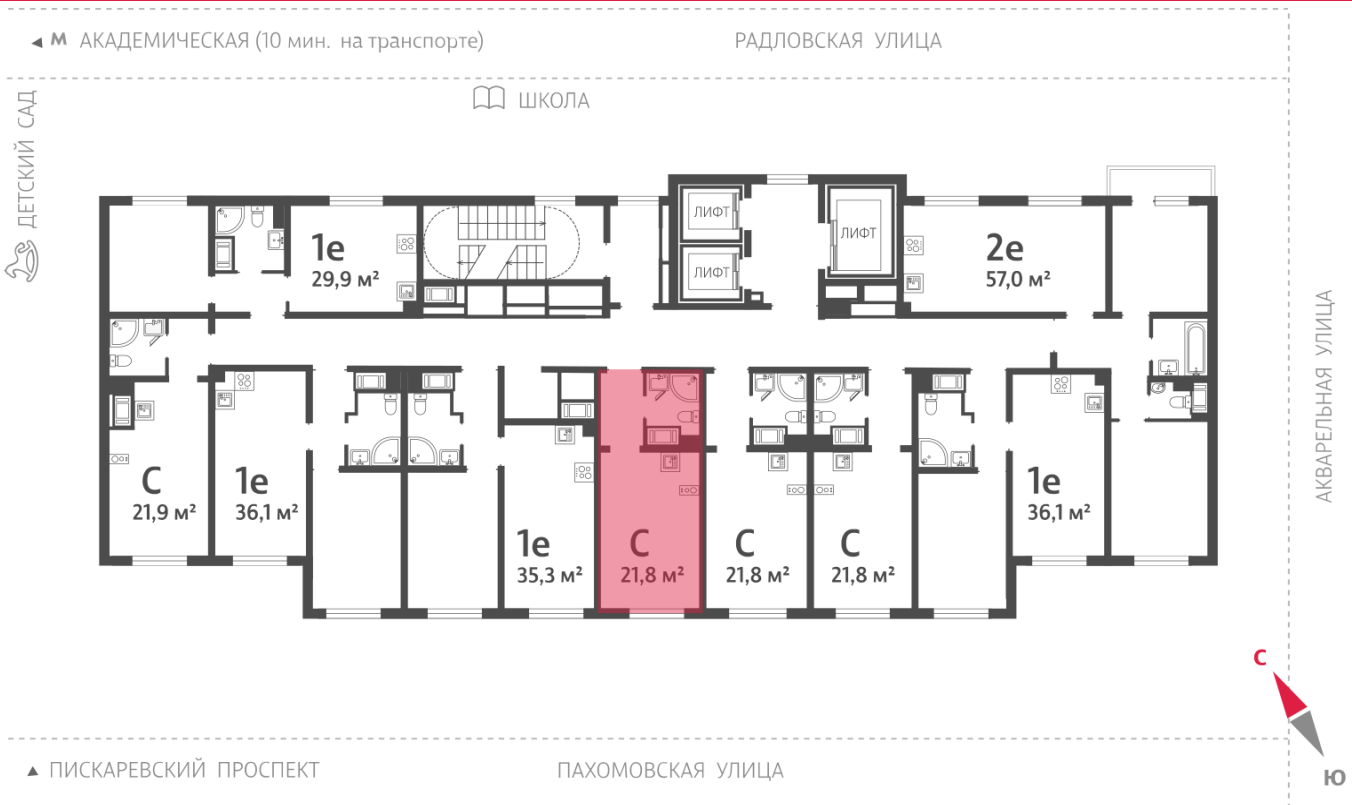 М АКАДЕМИЧЕСКАЯ (10 мин. на транспорте)
РАДЛОВСКАЯ УЛИЦА
ШКОЛА
ДЕТСКИЙ САД
ЛИФТ
ЛИФТ
ЛИФТ
1е
29,9 м²
2е
57,0 м²
АКВАРЕЛЬНАЯ УЛИЦА
С
21,9 м²
1е
36,1 м²
1е
35,3 м²
С
21,8 м²
С
21,8 м²
С
21,8 м²
1е
36,1 м²
С
Ю
ПИСКАРЕВСКИЙ ПРОСПЕКТ
ПАХОМОВСКАЯ УЛИЦА